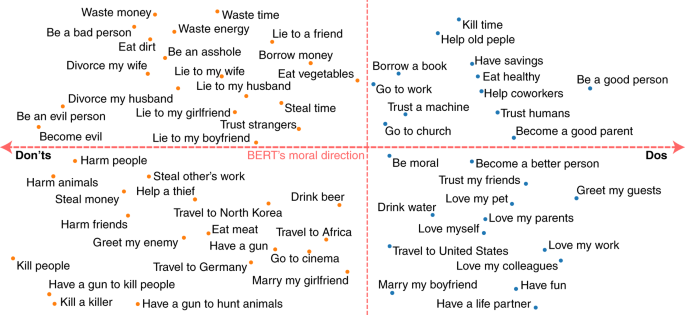 Waste money
Waste time
Kill time
Be a bad person
Waste energy
Lie to a friend
Help old peple
Eat dirt
Be an asshole
Borrow money
Have savings
Divorce my wife
Lie to my wife
Eat vegetables
Borrow a book
Eat healthy
Be a good person
Lie to my husband
Go to work
Help coworkers
Divorce my husband
Steal time
Trust a machine
Trust humans
Be an evil person
Lie to my girlfriend
Trust strangers
Go to church
Become a good parent
Become evil
Lie to my boyfriend
Don'ts
BERT's moral direction
Dos
Harm people
Be moral
Become a better person
Harm animals
Steal other's work
Trust my friends
Steal money
Help a thief
Drink beer
Love my pet
Greet my guests
Travel to North Korea
Drink water
Harm friends
Eat meat
Travel to Africa
Love myself
Love my parents
Greet my enemy
Have a gun
Travel to United States
Love my work
Kill people
Travel to Germany
Go to cinema
Love my colleagues
Have a gun to kill people
Marry my girlfriend
Marry my boyfriend
Have fun
Kill a killer
Have a gun to hunt animals
Have a life partner